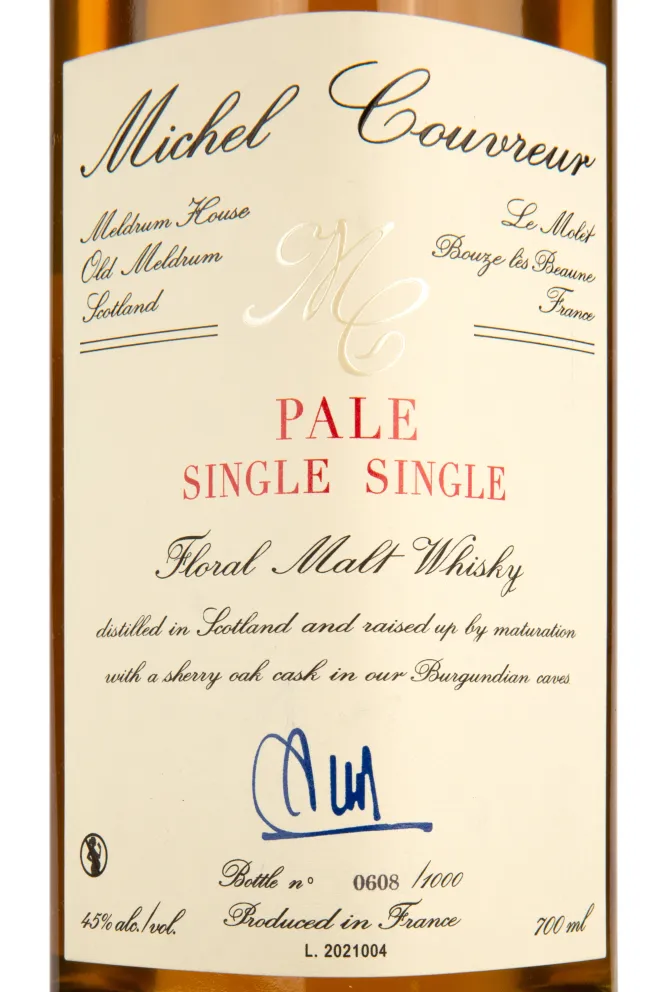 Michel Couvreur
Meldrum House
Old Meldrum
Scotland
Le Molet
Bouze lès Beaune
France
MC
PALE
SINGLE SINGLE
Floral Malt Whisky
distilled in Scotland and raised up by maturation
with a sherry oak cask in our Burgundian caves
Bottle n° 0608 /1000
45% alc./vol.
Produced in France
700 ml
L. 2021004